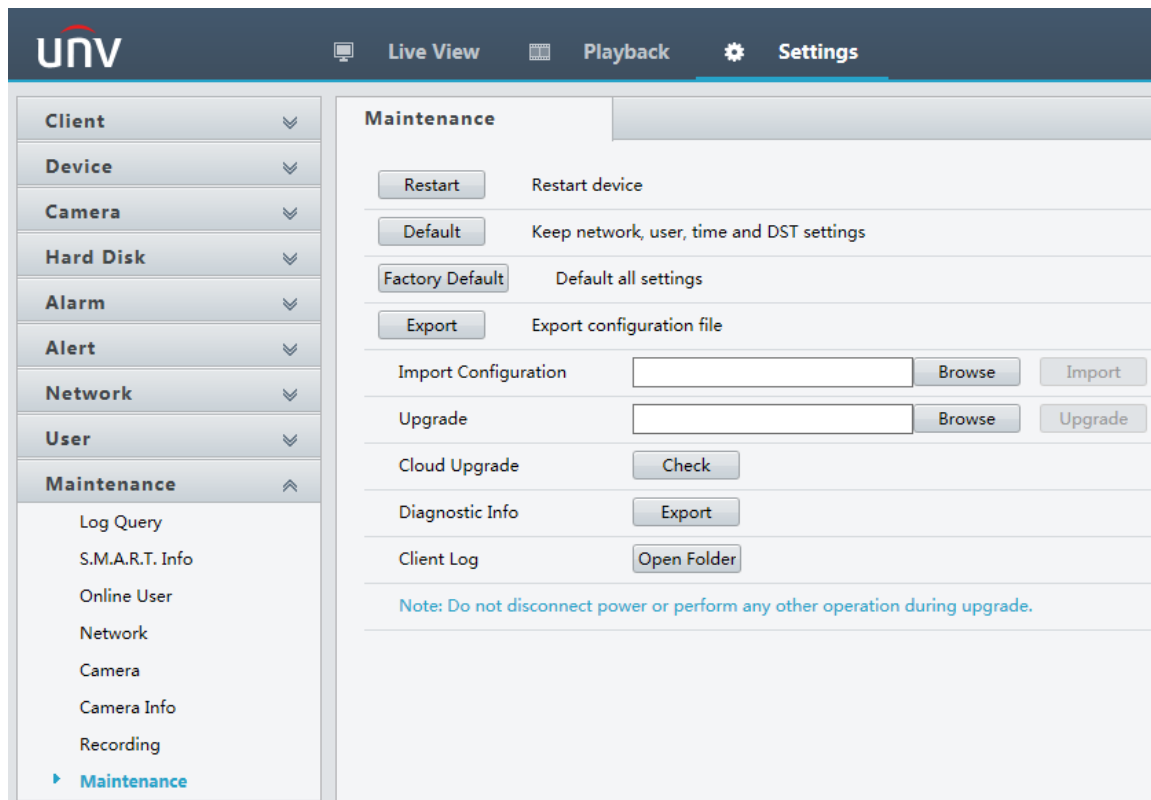 unv
Live View
Playback
Settings
Client
Device
Camera
Hard Disk
Alarm
Alert
Network
User
Maintenance
Log Query
S.M.A.R.T. Info
Online User
Network
Camera
Camera Info
Recording
Maintenance
Maintenance
Restart Restart device
Default Keep network, user, time and DST settings
Factory Default Default all settings
Export Export configuration file
Import Configuration Browse Import
Upgrade Browse Upgrade
Cloud Upgrade Check
Diagnostic Info Export
Client Log Open Folder
Note: Do not disconnect power or perform any other operation during upgrade.